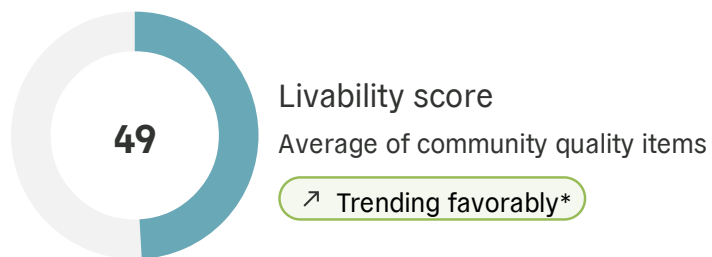 49
Livability score
Average of community quality items
Trending favorably*